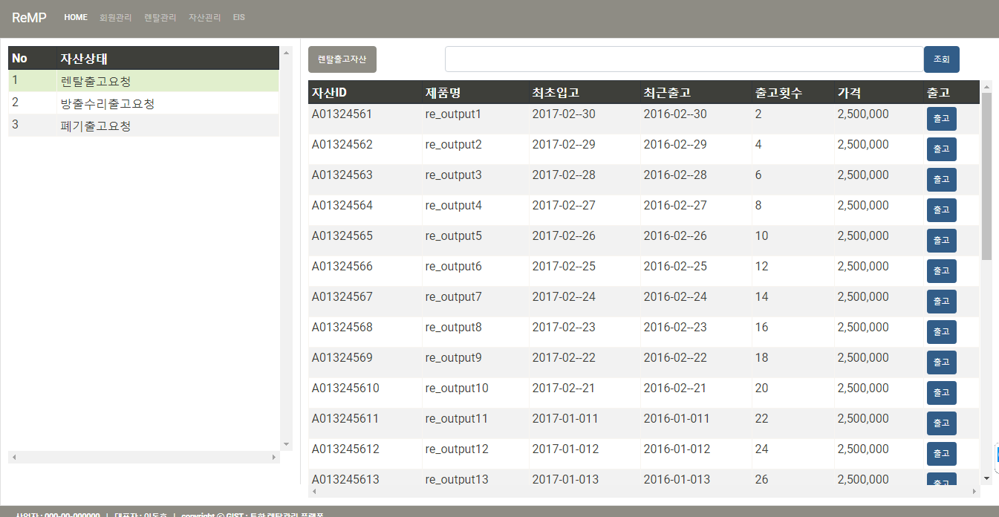 ReMP HOME 회원관리 렌탈관리 자산관리 EIS
No 자산상태
1 렌탈출고요청
2 방출수리출고요청
3 폐기출고요청
렌탈출고자산 조회
자산ID 제품명 최초입고 최근출고 출고횟수 가격 출고
A01324561 re_output1 2017-02--30 2016-02--30 2 2,500,000 출고
A01324562 re_output2 2017-02--29 2016-02--29 4 2,500,000 출고
A01324563 re_output3 2017-02--28 2016-02--28 6 2,500,000 출고
A01324564 re_output4 2017-02--27 2016-02--27 8 2,500,000 출고
A01324565 re_output5 2017-02--26 2016-02--26 10 2,500,000 출고
A01324566 re_output6 2017-02--25 2016-02--25 12 2,500,000 출고
A01324567 re_output7 2017-02--24 2016-02--24 14 2,500,000 출고
A01324568 re_output8 2017-02--23 2016-02--23 16 2,500,000 출고
A01324569 re_output9 2017-02--22 2016-02--22 18 2,500,000 출고
A013245610 re_output10 2017-02--21 2016-02--21 20 2,500,000 출고
A013245611 re_output11 2017-01-011 2016-01-011 22 2,500,000 출고
A013245612 re_output12 2017-01-012 2016-01-012 24 2,500,000 출고
A013245613 re_output13 2017-01-013 2016-01-013 26 2,500,000 출고
사업자 : 000-00-000000 | 대표자 : | copyright © GIST : 통합 렌탈관리 플랫폼